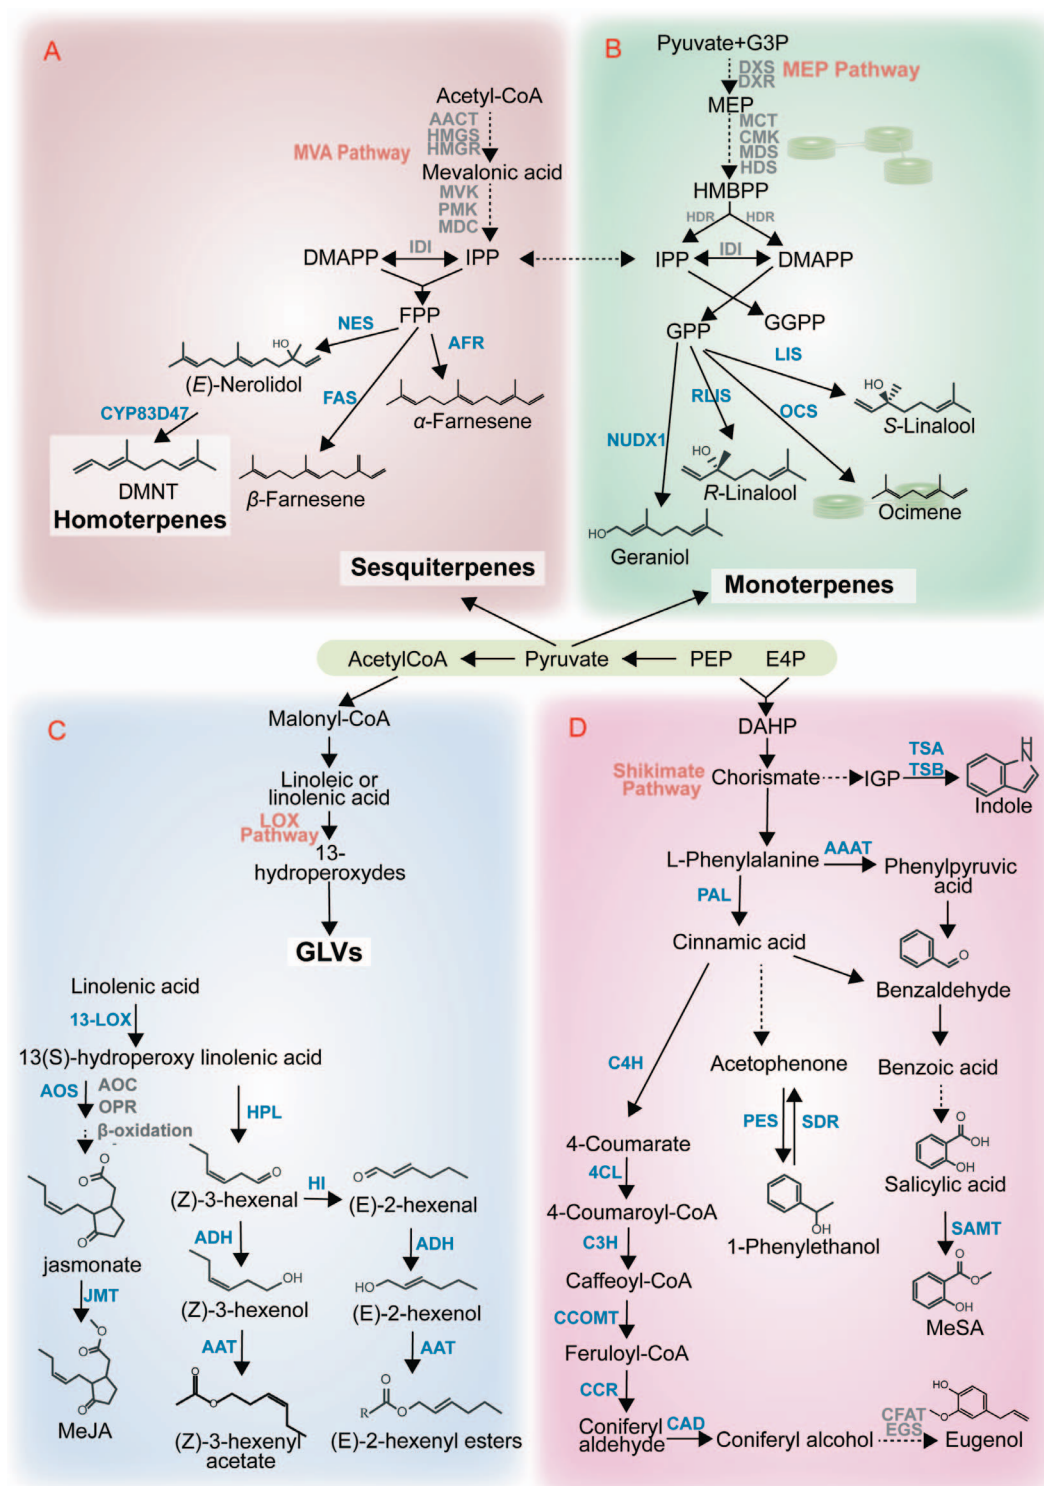 A
Acetyl-CoA
AACT
HMGS
HMGR
MVA Pathway
Mevalonic acid
MVK
PMK
MDC
DMAPP
IDI
IPP
FPP
NES
AFR
HO
(E)-Nerolidol
FAS
α-Farnesene
CYP83D47
DMNT
β-Farnesene
Homoterpenes
Sesquiterpenes
B
Pyuvate+G3P
DXS
DXR
MEP Pathway
MEP
MCT
CMK
MDS
HDS
HMBPP
HDR
HDR
IPP
IDI
DMAPP
GPP
GGPP
LIS
RLIS
HO
OCS
S-Linalool
NUDX1
HO
R-Linalool
Ocimene
HO
Geraniol
Monoterpenes
AcetylCoA
Pyruvate
PEP
E4P
C
Malonyl-CoA
Linoleic or
linolenic acid
LOX
Pathway
13-
hydroperoxydes
GLVs
Linolenic acid
13-LOX
13(S)-hydroperoxy linolenic acid
AOS
AOC
OPR
β-oxidation
HPL
-
O
O
O
jasmonate
O
(Z)-3-hexenal
HI
O
(E)-2-hexenal
ADH
ADH
OH
(Z)-3-hexenol
HO
(E)-2-hexenol
JMT
AAT
AAT
O
O
O
MeJA
O
O
(Z)-3-hexenyl
acetate
O
R
O
(E)-2-hexenyl esters
D
DAHP
Shikimate
Pathway
Chorismate
IGP
TSA
TSB
H
N
Indole
L-Phenylalanine
AAAT
Phenylpyruvic
acid
PAL
Cinnamic acid
O
Benzaldehyde
C4H
Acetophenone
Benzoic acid
PES
SDR
O
OH
OH
Salicylic acid
4-Coumarate
4CL
4-Coumaroyl-CoA
OH
1-Phenylethanol
SAMT
C3H
Caffeoyl-CoA
O
O
OH
MeSA
CCOMT
Feruloyl-CoA
CCR
Coniferyl
aldehyde
CAD
Coniferyl alcohol
CFAT
EGS
HO
O
Eugenol